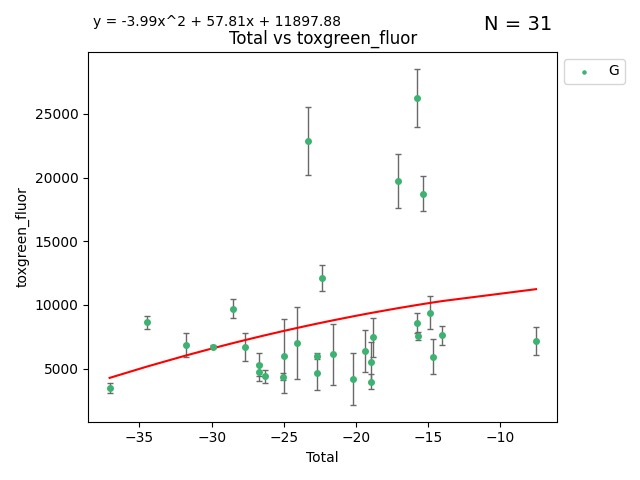 y = -3.99x^2 + 57.81x + 11897.88
N = 31
Total vs toxgreen_fluor
G
25000
20000
15000
10000
5000
toxgreen_fluor
−35 −30 −25 −20 −15 −10
Total